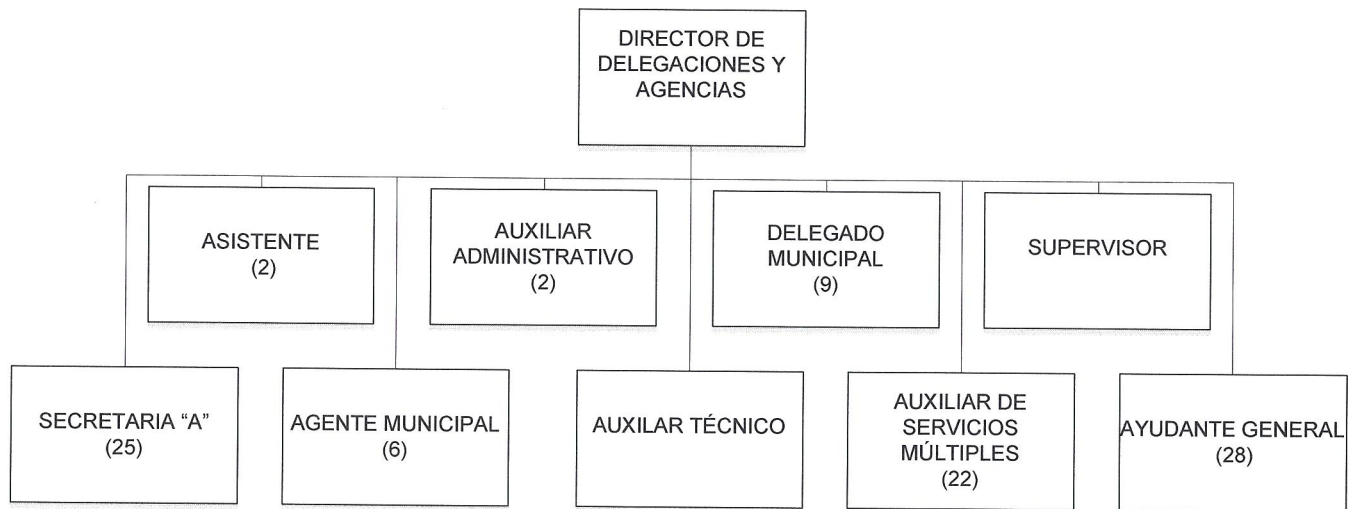 DIRECTOR DE
DELEGACIONES Y
AGENCIAS
ASISTENTE
(2)
AUXILIAR
ADMINISTRATIVO
(2)
DELEGADO
MUNICIPAL
(9)
SUPERVISOR
SECRETARIA “A”
(25)
AGENTE MUNICIPAL
(6)
AUXILAR TÉCNICO
AUXILIAR DE
SERVICIOS
MÚLTIPLES
(22)
AYUDANTE GENERAL
(28)